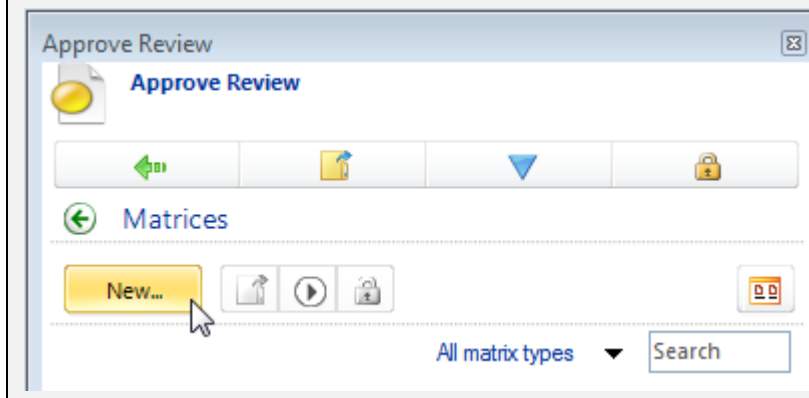 Approve Review
Approve Review
Matrices
New...
All matrix types
Search